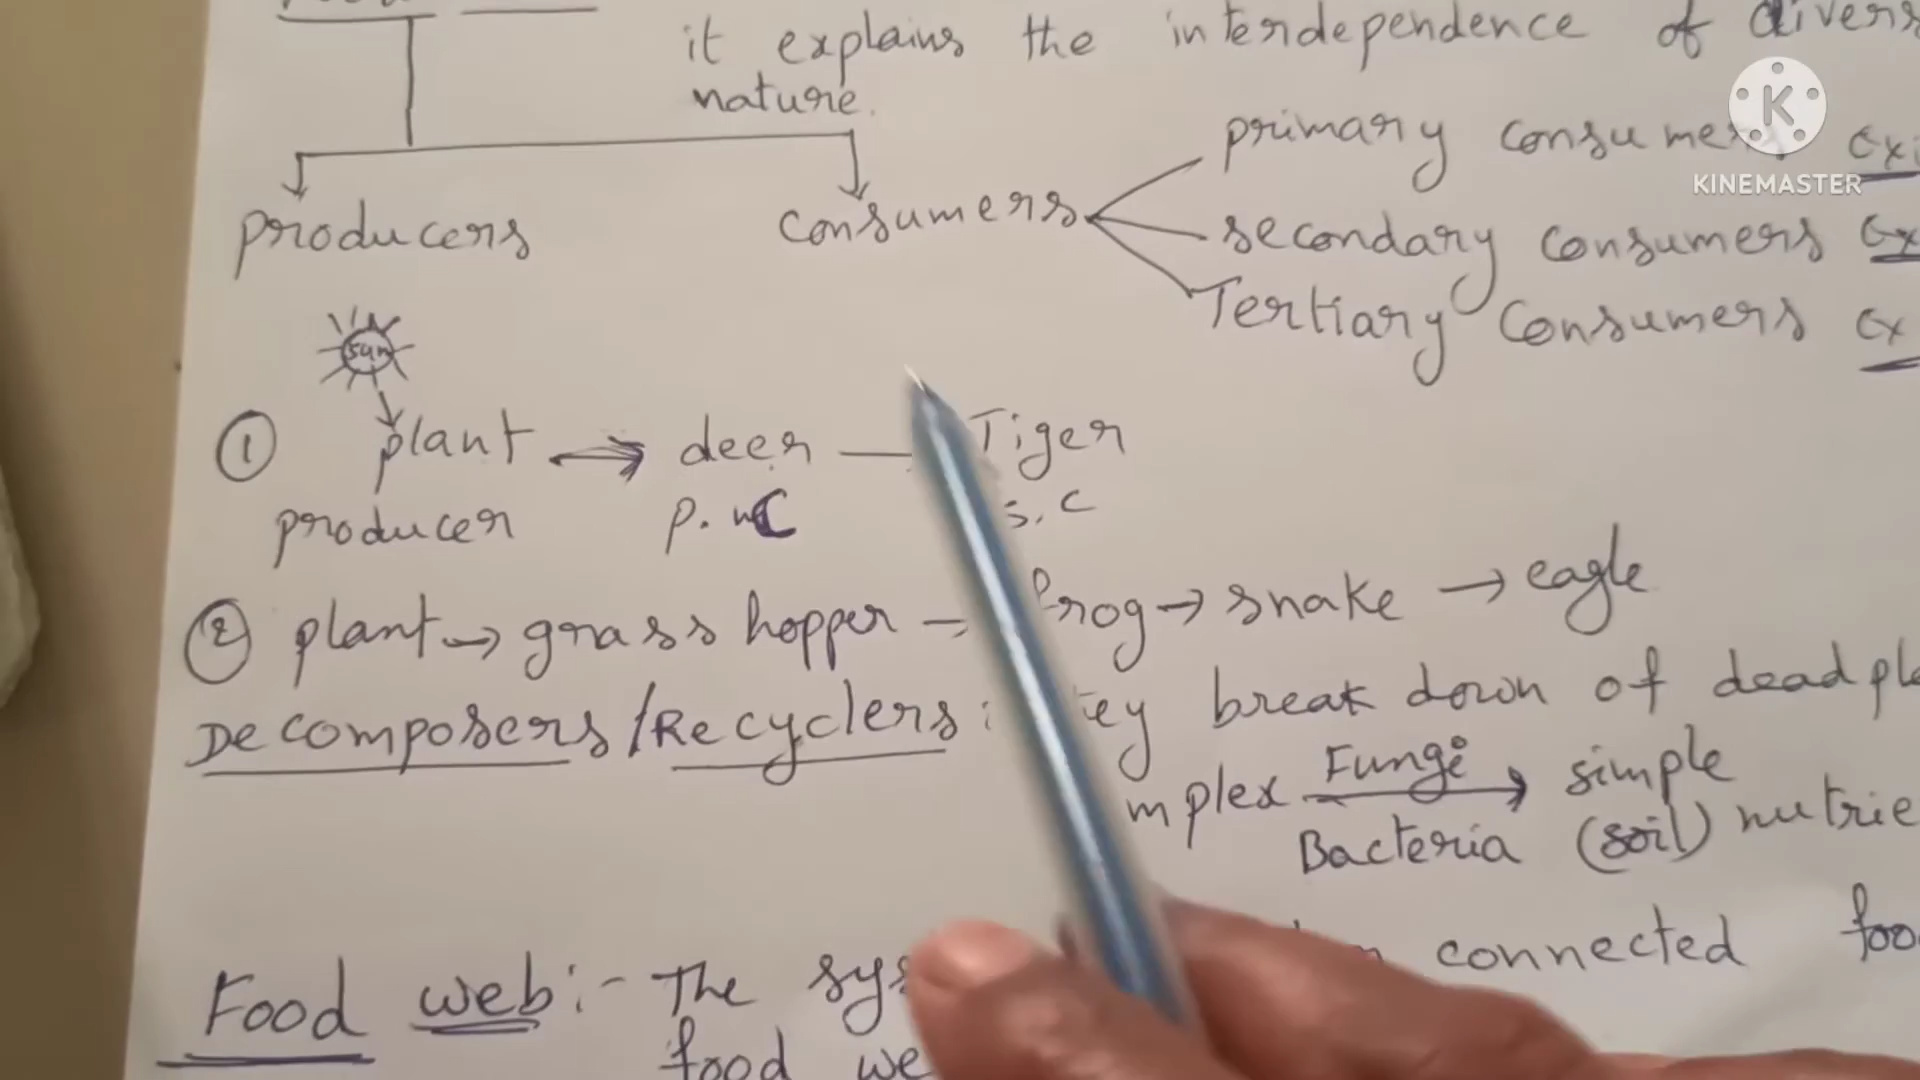 it explains the interdependence of
nature.
primary consumers
producers
consumers
secondary consumers Ex
Tertiary Consumers Ex
sun
① plant → deer — Tiger
producer p. C s. C
② plant → grass hopper → frog → snake → eagle
Decomposers /Recyclers : break down of dead
Fungi simple
Bacteria (soil)
Food web :- The connected
food
KINEMASTER